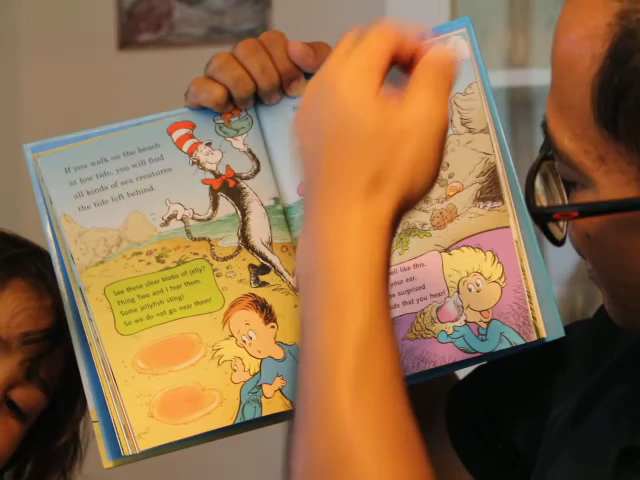 If you walk on the beach
at low tide, you will find
all kinds of sea creatures
the tide left behind.
See these clear blobs of jelly?
Thing Two and I fear them.
Some jellyfish sting!
So we do not go near them!
like this.
your ear.
surprised
that you hear!